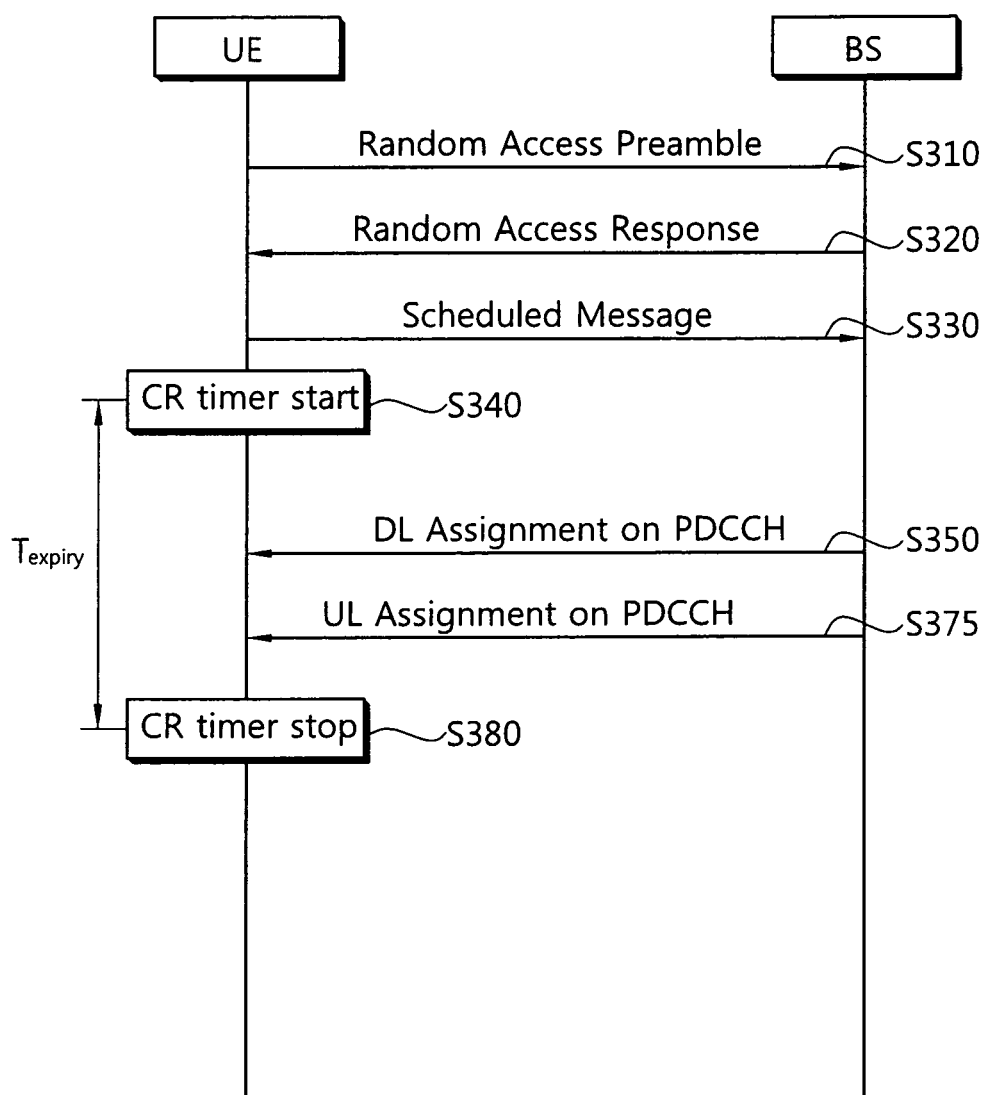 UE
BS
Random Access Preamble
S310
Random Access Response
S320
Scheduled Message
S330
CR timer start
S340
DL Assignment on PDCCH
S350
Texpiry
UL Assignment on PDCCH
S375
CR timer stop
S380